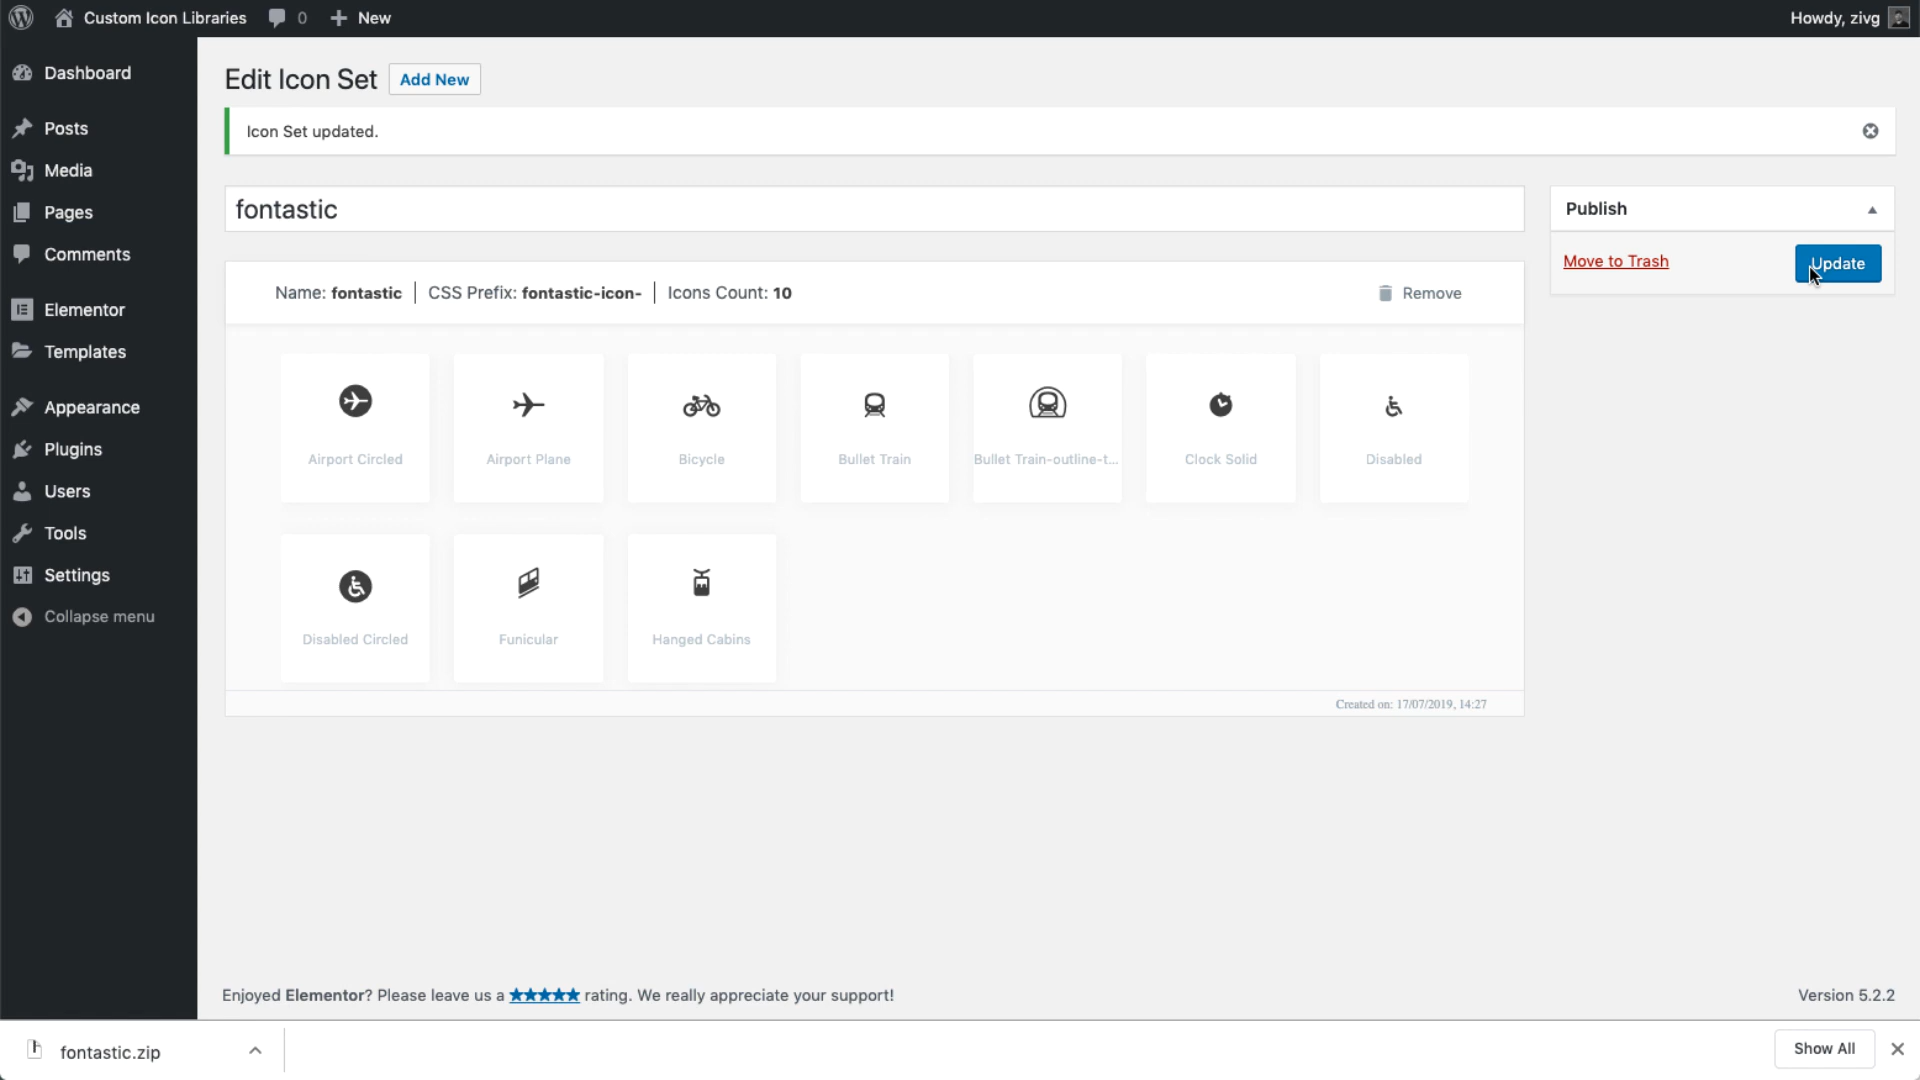 Custom Icon Libraries 0 New Howdy, zivg
Dashboard
Posts
Media
Pages
Comments
Elementor
Templates
Appearance
Plugins
Users
Tools
Settings
Collapse menu
Edit Icon Set Add New
Icon Set updated.
fontastic
Name: fontastic | CSS Prefix: fontastic-icon- | Icons Count: 10 Remove
Airport Circled Airport Plane Bicycle Bullet Train Bullet Train-outline-t... Clock Solid Disabled
Disabled Circled Funicular Hanged Cabins
Created on: 17/07/2019, 14:27
Publish
Move to Trash Update
Enjoyed Elementor? Please leave us a ★★★★★ rating. We really appreciate your support! Version 5.2.2
fontastic.zip Show All